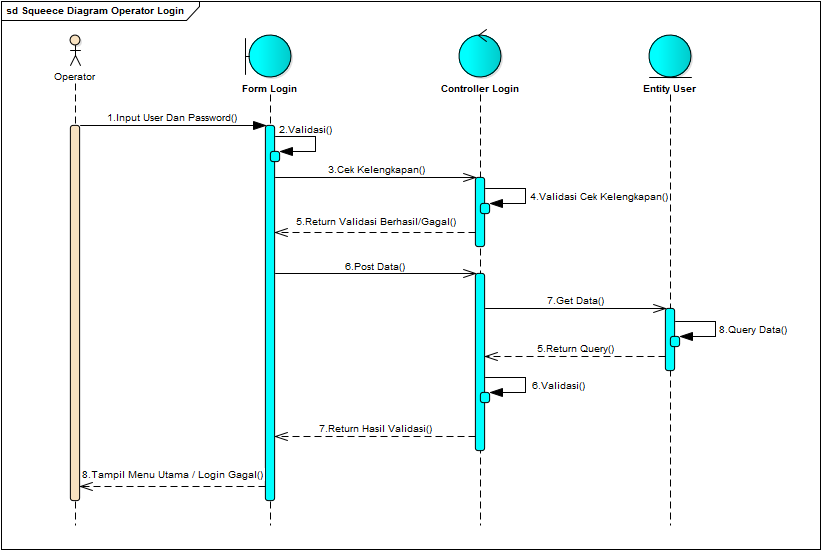 sd Squeece Diagram Operator Login
Operator
Form Login
Controller Login
Entity User
1.Input User Dan Password()
2.Validasi()
3.Cek Kelengkapan()
4.Validasi Cek Kelengkapan()
5.Return Validasi Berhasil/Gagal()
6.Post Data()
7.Get Data()
8.Query Data()
5.Return Query()
6.Validasi()
7.Return Hasil Validasi()
8.Tampil Menu Utama / Login Gagal()